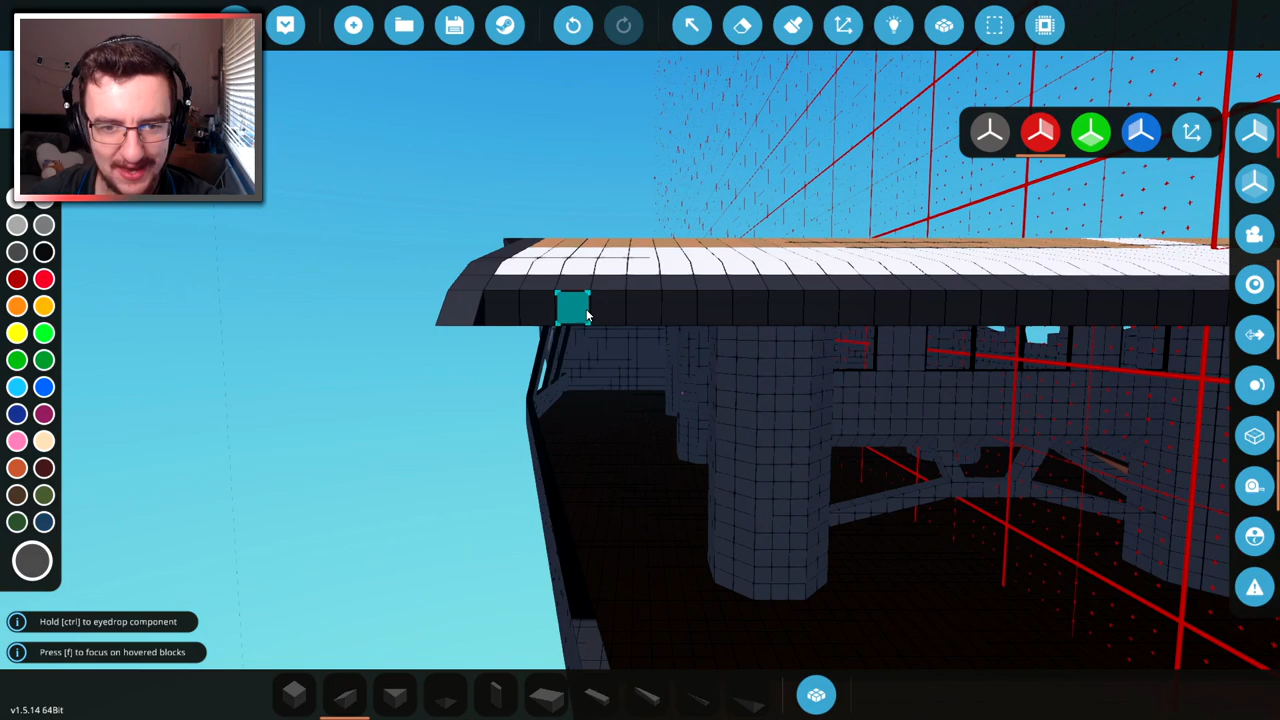 Hold [ctrl] to eyedrop component
Press [f] to focus on hovered blocks
v1.5.14 64Bit